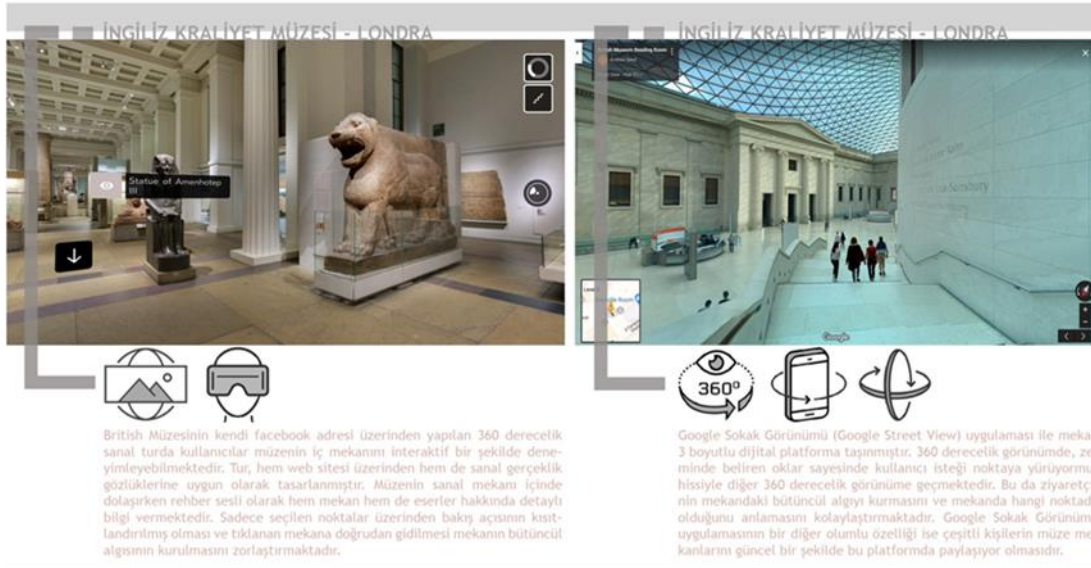 İNGİLİZ KRALİYET MÜZESİ - LONDRA
Statue of Amenhotep
III
British Müzesinin kendi facebook adresi üzerinden yapılan 360 derecelik
sanal turda kullanıcılar müzenin iç mekanını interaktif bir şekilde dene-
yimleyebilmektedir. Tur, hem web sitesi üzerinden hem de sanal gerçeklik
gözlüklerine uygun olarak tasarlanmıştır. Müzenin sanal mekanı içinde
dolaşırken rehber sesli olarak hem mekan hem de eserler hakkında detaylı
bilgi vermektedir. Sadece seçilen noktalar üzerinden bakış açısının kısıt-
landırılmış olması ve tıklanan mekana doğrudan gidilmesi mekanın bütüncül
algısının kurulmasını zorlaştırmaktadır.
İNGİLİZ KRALİYET MÜZESİ - LONDRA
British Museum Reading Room
Google
360°
Google Sokak Görünümü (Google Street View) uygulaması ile meka
3 boyutlu dijital platforma taşınmıştır. 360 derecelik görünümde, ze
minde beliren oklar sayesinde kullanıcı isteği noktaya yürüyorm
hissiyle diğer 360 derecelik görünüme geçmektedir. Bu da ziyaretç
nin mekandaki bütüncül algıyı kurmasını ve mekanda hangi noktad
olduğunu anlamasını kolaylaştırmaktadır. Google Sokak Görünüm
uygulamasının bir diğer olumlu özelliği ise çeşitli kişilerin müze me
kanlarını güncel bir şekilde bu platformda paylaşıyor olmasıdır.